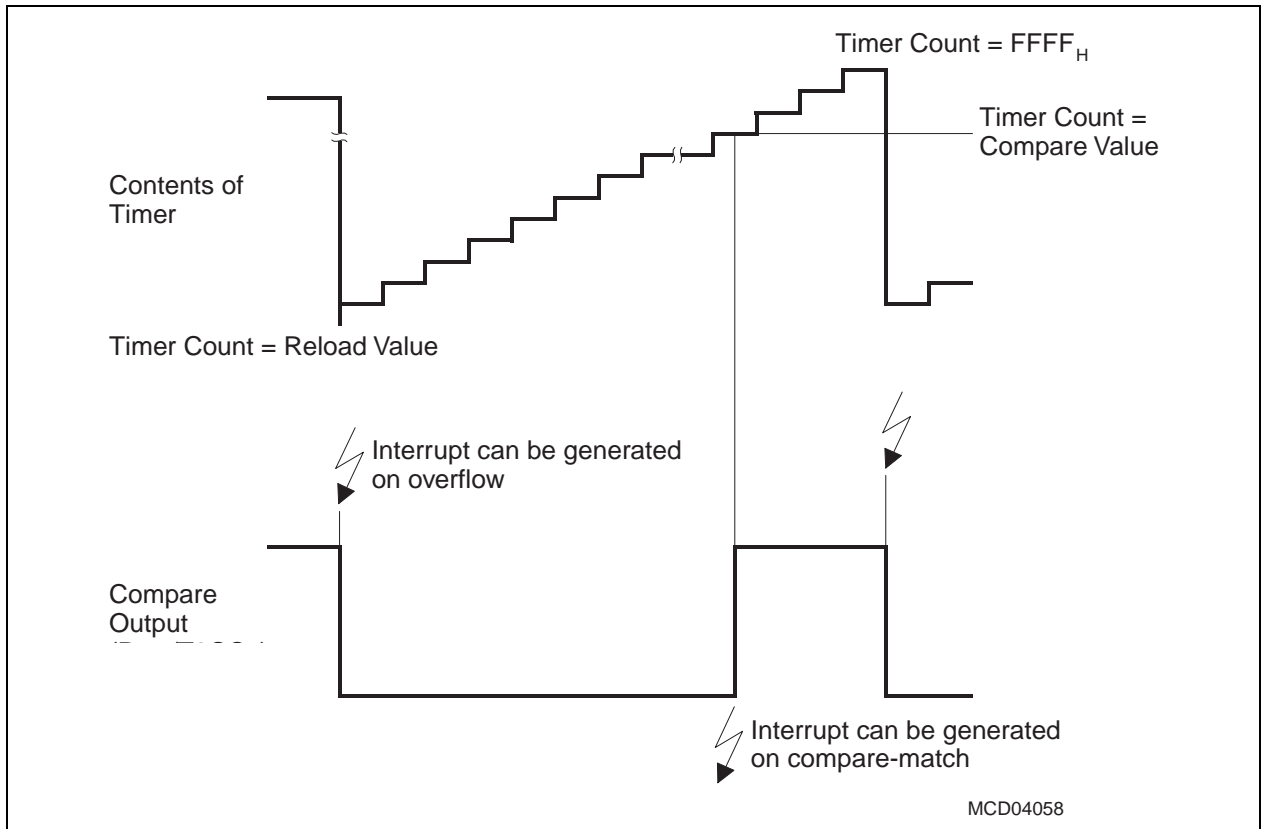 Timer Count = FFFF_H
Timer Count =
Compare Value
Contents of
Timer
Timer Count = Reload Value
Interrupt can be generated
on overflow
Compare
Output
Interrupt can be generated
on compare-match
MCD04058